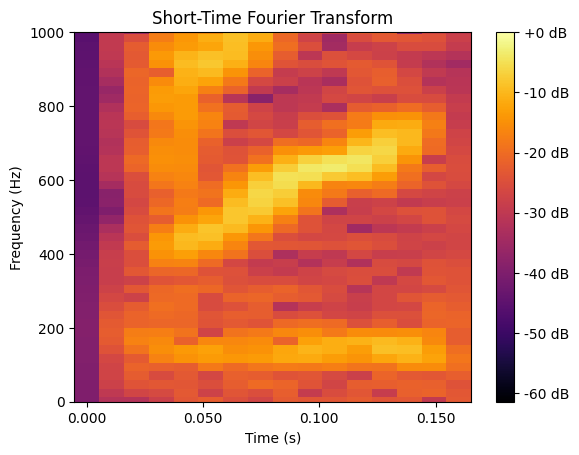 Short-Time Fourier Transform
1000
800
600
400
200
0
Frequency (Hz)
0.000
0.050
0.100
0.150
Time (s)
+0 dB
-10 dB
-20 dB
-30 dB
-40 dB
-50 dB
-60 dB